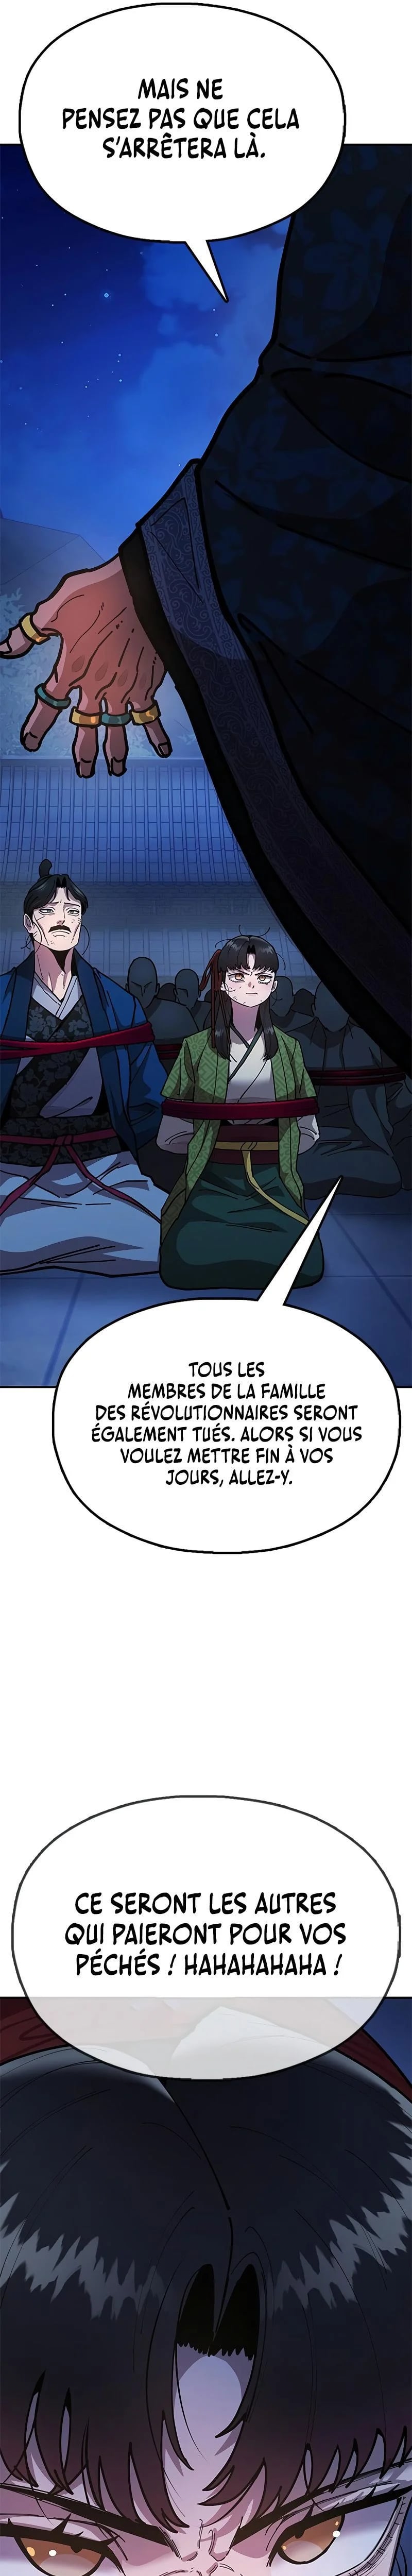 MAIS NE
PENSEZ PAS QUE CELA
S'ARRÊTERA LÀ.
TOUS LES
MEMBRES DE LA FAMILLE
DES RÉVOLUTIONNAIRES SERONT
ÉGALEMENT TUÉS. ALORS SI VOUS
VOULEZ METTRE FIN À VOS
JOURS, ALLEZ-Y.
CE SERONT LES AUTRES
QUI PAIERONT POUR VOS
PÉCHÉS ! HAHAHAHAHA !